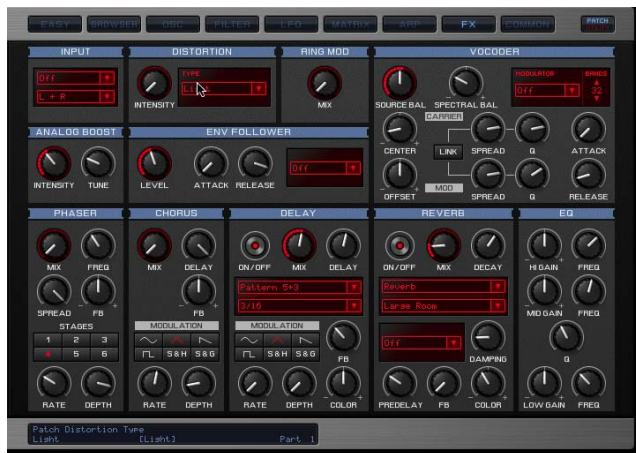 EASY BROWSER OSC FILTER LFO MATRIX ARP FX COMMON PATCH
INPUT DISTORTION RING MOD VOCODER
Off
L + R
TYPE
INTENSITY
MIX
SOURCE BAL SPECTRAL BAL
MODULATOR BANDS
Off 32
CARRIER
ANALOG BOOST ENV FOLLOWER
CENTER LINK SPREAD Q ATTACK
INTENSITY TUNE LEVEL ATTACK RELEASE
Off
MOD
OFFSET SPREAD Q RELEASE
PHASER CHORUS DELAY REVERB EQ
MIX FREQ MIX DELAY ON/OFF MIX DELAY ON/OFF MIX DECAY HI GAIN FREQ
Pattern 5+3 Reverb
3/16 Large Room
SPREAD FB FB MID GAIN FREQ
STAGES MODULATION MODULATION
1 2 3
4 5 6 S&H S&G S&H S&G
Off
FB DAMPING Q
RATE DEPTH RATE DEPTH RATE DEPTH COLOR PREDELAY FB COLOR LOW GAIN FREQ
Patch Distortion Type
Light [Light] Part 1